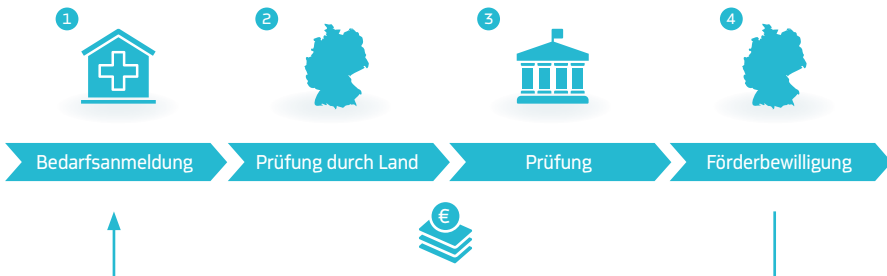 1
2
3
4
Bedarfsanmeldung
Prüfung durch Land
Prüfung
Förderbewilligung
€